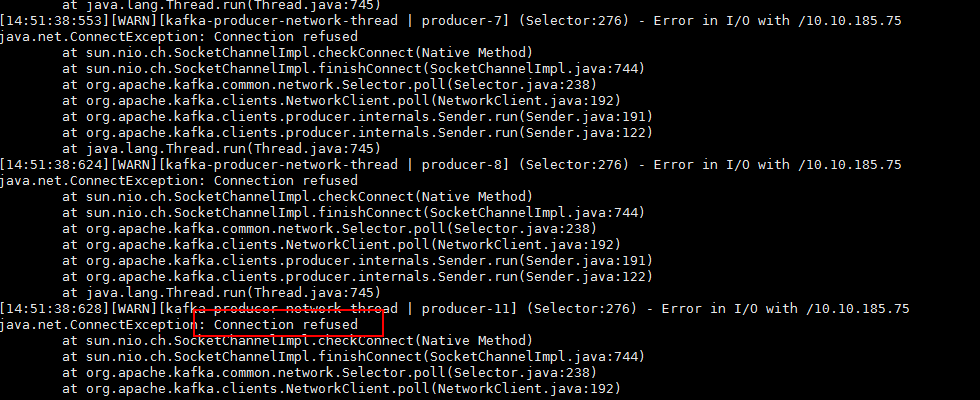 at java.lang.Thread.run(Thread.java:745)
[14:51:38:553][WARN][kafka-producer-network-thread | producer-7] (Selector:276) - Error in I/O with /10.10.185.75
java.net.ConnectException: Connection refused
at sun.nio.ch.SocketChannelImpl.checkConnect(Native Method)
at sun.nio.ch.SocketChannelImpl.finishConnect(SocketChannelImpl.java:744)
at org.apache.kafka.common.network.Selector.poll(Selector.java:238)
at org.apache.kafka.clients.NetworkClient.poll(NetworkClient.java:192)
at org.apache.kafka.clients.producer.internals.Sender.run(Sender.java:191)
at org.apache.kafka.clients.producer.internals.Sender.run(Sender.java:122)
at java.lang.Thread.run(Thread.java:745)
[14:51:38:624][WARN][kafka-producer-network-thread | producer-8] (Selector:276) - Error in I/O with /10.10.185.75
java.net.ConnectException: Connection refused
at sun.nio.ch.SocketChannelImpl.checkConnect(Native Method)
at sun.nio.ch.SocketChannelImpl.finishConnect(SocketChannelImpl.java:744)
at org.apache.kafka.common.network.Selector.poll(Selector.java:238)
at org.apache.kafka.clients.NetworkClient.poll(NetworkClient.java:192)
at org.apache.kafka.clients.producer.internals.Sender.run(Sender.java:191)
at org.apache.kafka.clients.producer.internals.Sender.run(Sender.java:122)
at java.lang.Thread.run(Thread.java:745)
[14:51:38:628][WARN][kafka-producer-network-thread | producer-11] (Selector:276) - Error in I/O with /10.10.185.75
java.net.ConnectException: Connection refused
at sun.nio.ch.SocketChannelImpl.checkConnect(Native Method)
at sun.nio.ch.SocketChannelImpl.finishConnect(SocketChannelImpl.java:744)
at org.apache.kafka.common.network.Selector.poll(Selector.java:238)
at org.apache.kafka.clients.NetworkClient.poll(NetworkClient.java:192)